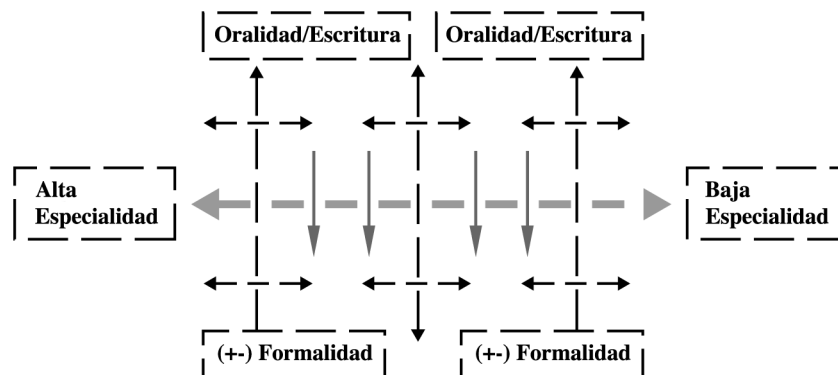 Oralidad/Escritura
Oralidad/Escritura
Alta
Especialidad
Baja
Especialidad
(+-) Formalidad
(+-) Formalidad